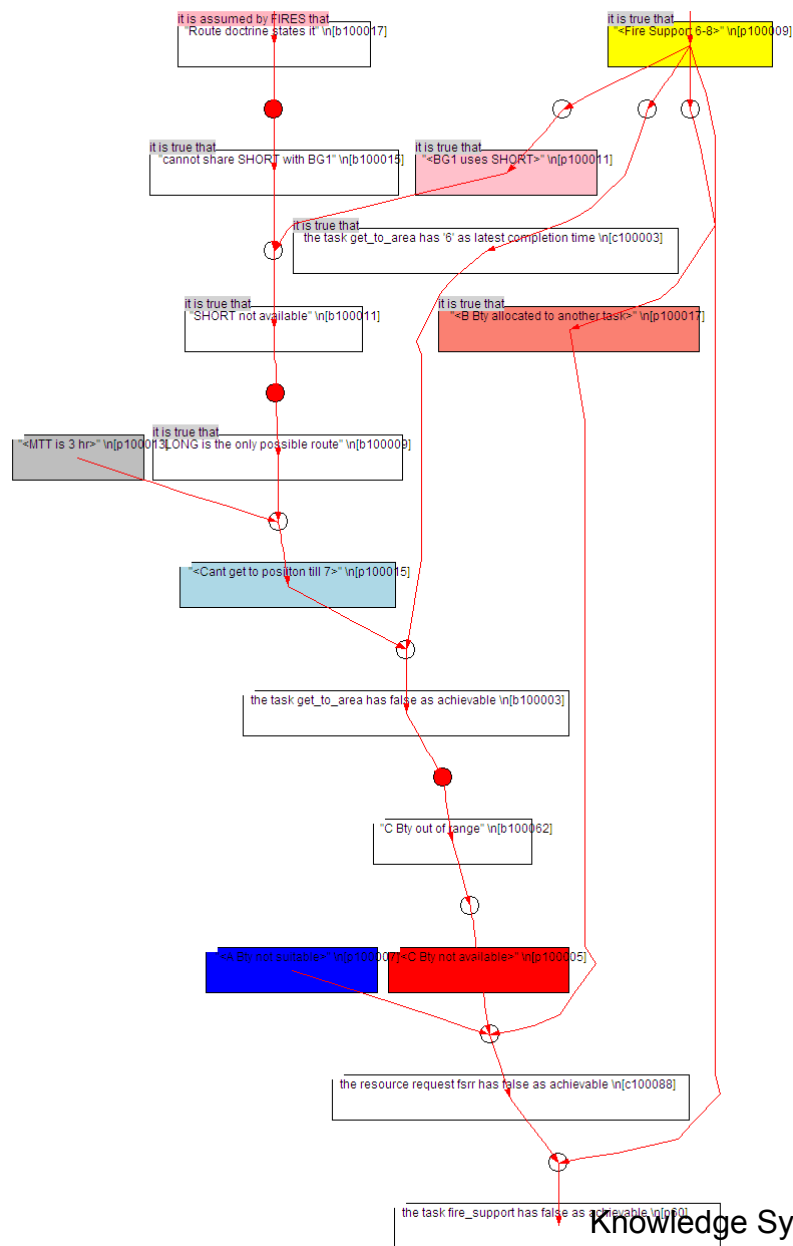 it is assumed by FIRES that
"Route doctrine states it" \n[b100017]
it is true that
"<Fire Support 6-8>" \n[p100009]
it is true that
"cannot share SHORT with BG1" \n[b100015]
it is true that
"<BG1 uses SHORT>" \n[p100011]
it is true that
the task get_to_area has '6' as latest completion time \n[c100003]
it is true that
"SHORT not available" \n[b100011]
it is true that
"<B Bty allocated to another task>" \n[p100017]
"<MTT is 3 hr>" \n[p100013]
it is true that
LONG is the only possible route" \n[b100009]
"<Cant get to position till 7>" \n[p100015]
the task get_to_area has false as achievable \n[b100003]
"C Bty out of range" \n[b100062]
"<A Bty not suitable>" \n[p100007]
<C Bty not available>" \n[p100005]
the resource request fsrr has false as achievable \n[c100088]
the task fire_support has false as achievable \n[p60]
Knowledge Sy